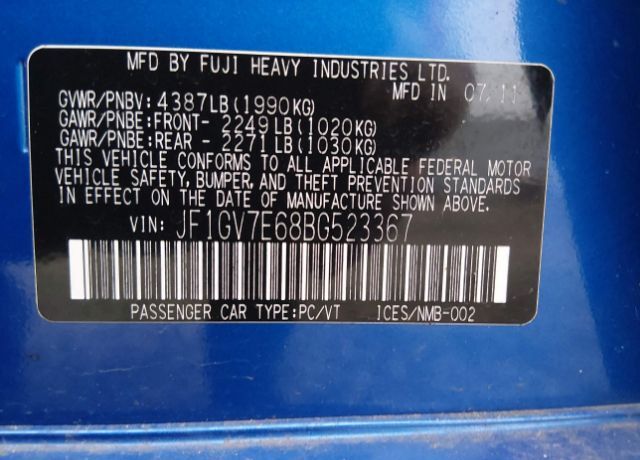 MFD BY FUJI HEAVY INDUSTRIES LTD.
MFD IN 07/11
GVWR/PNBV: 4387LB(1990KG)
GAWR/PNBE:FRONT- 2249LB(1020KG)
GAWR/PNBE:REAR - 2271LB(1030KG)
THIS VEHICLE CONFORMS TO ALL APPLICABLE FEDERAL MOTOR
VEHICLE SAFETY, BUMPER, AND THEFT PREVENTION STANDARDS
IN EFFECT ON THE DATE OF MANUFACTURE SHOWN ABOVE.
VIN: JF1GV7E68BG523367
PASSENGER CAR TYPE:PC/VT ICES/NMB-002